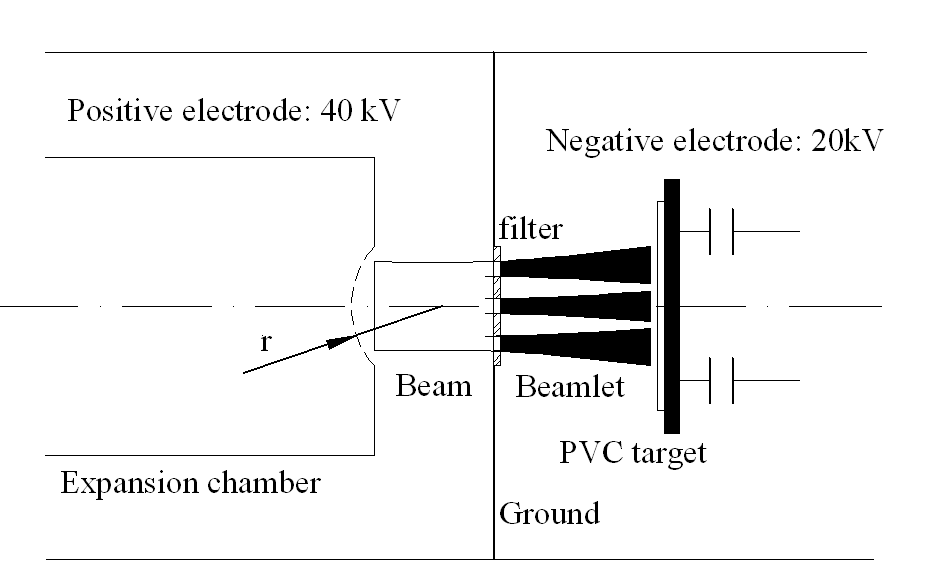 Positive electrode: 40 kV
Negative electrode: 20kV
filter
r
Beam
Beamlet
PVC target
Expansion chamber
Ground